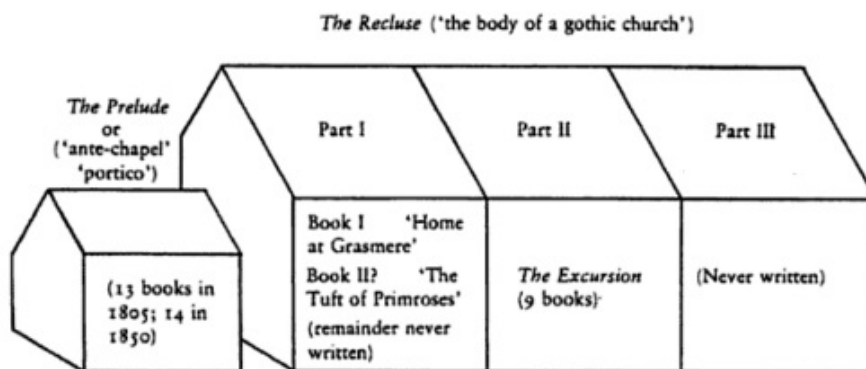 The Recluse ('the body of a gothic church')
The Prelude
or
('ante-chapel'
'portico')
Part I
Part II
Part III
(13 books in
1805; 14 in
1850)
Book I 'Home
at Grasmere'
Book II? 'The
Tuft of Primroses'
(remainder never
written)
The Excursion
(9 books)
(Never written)